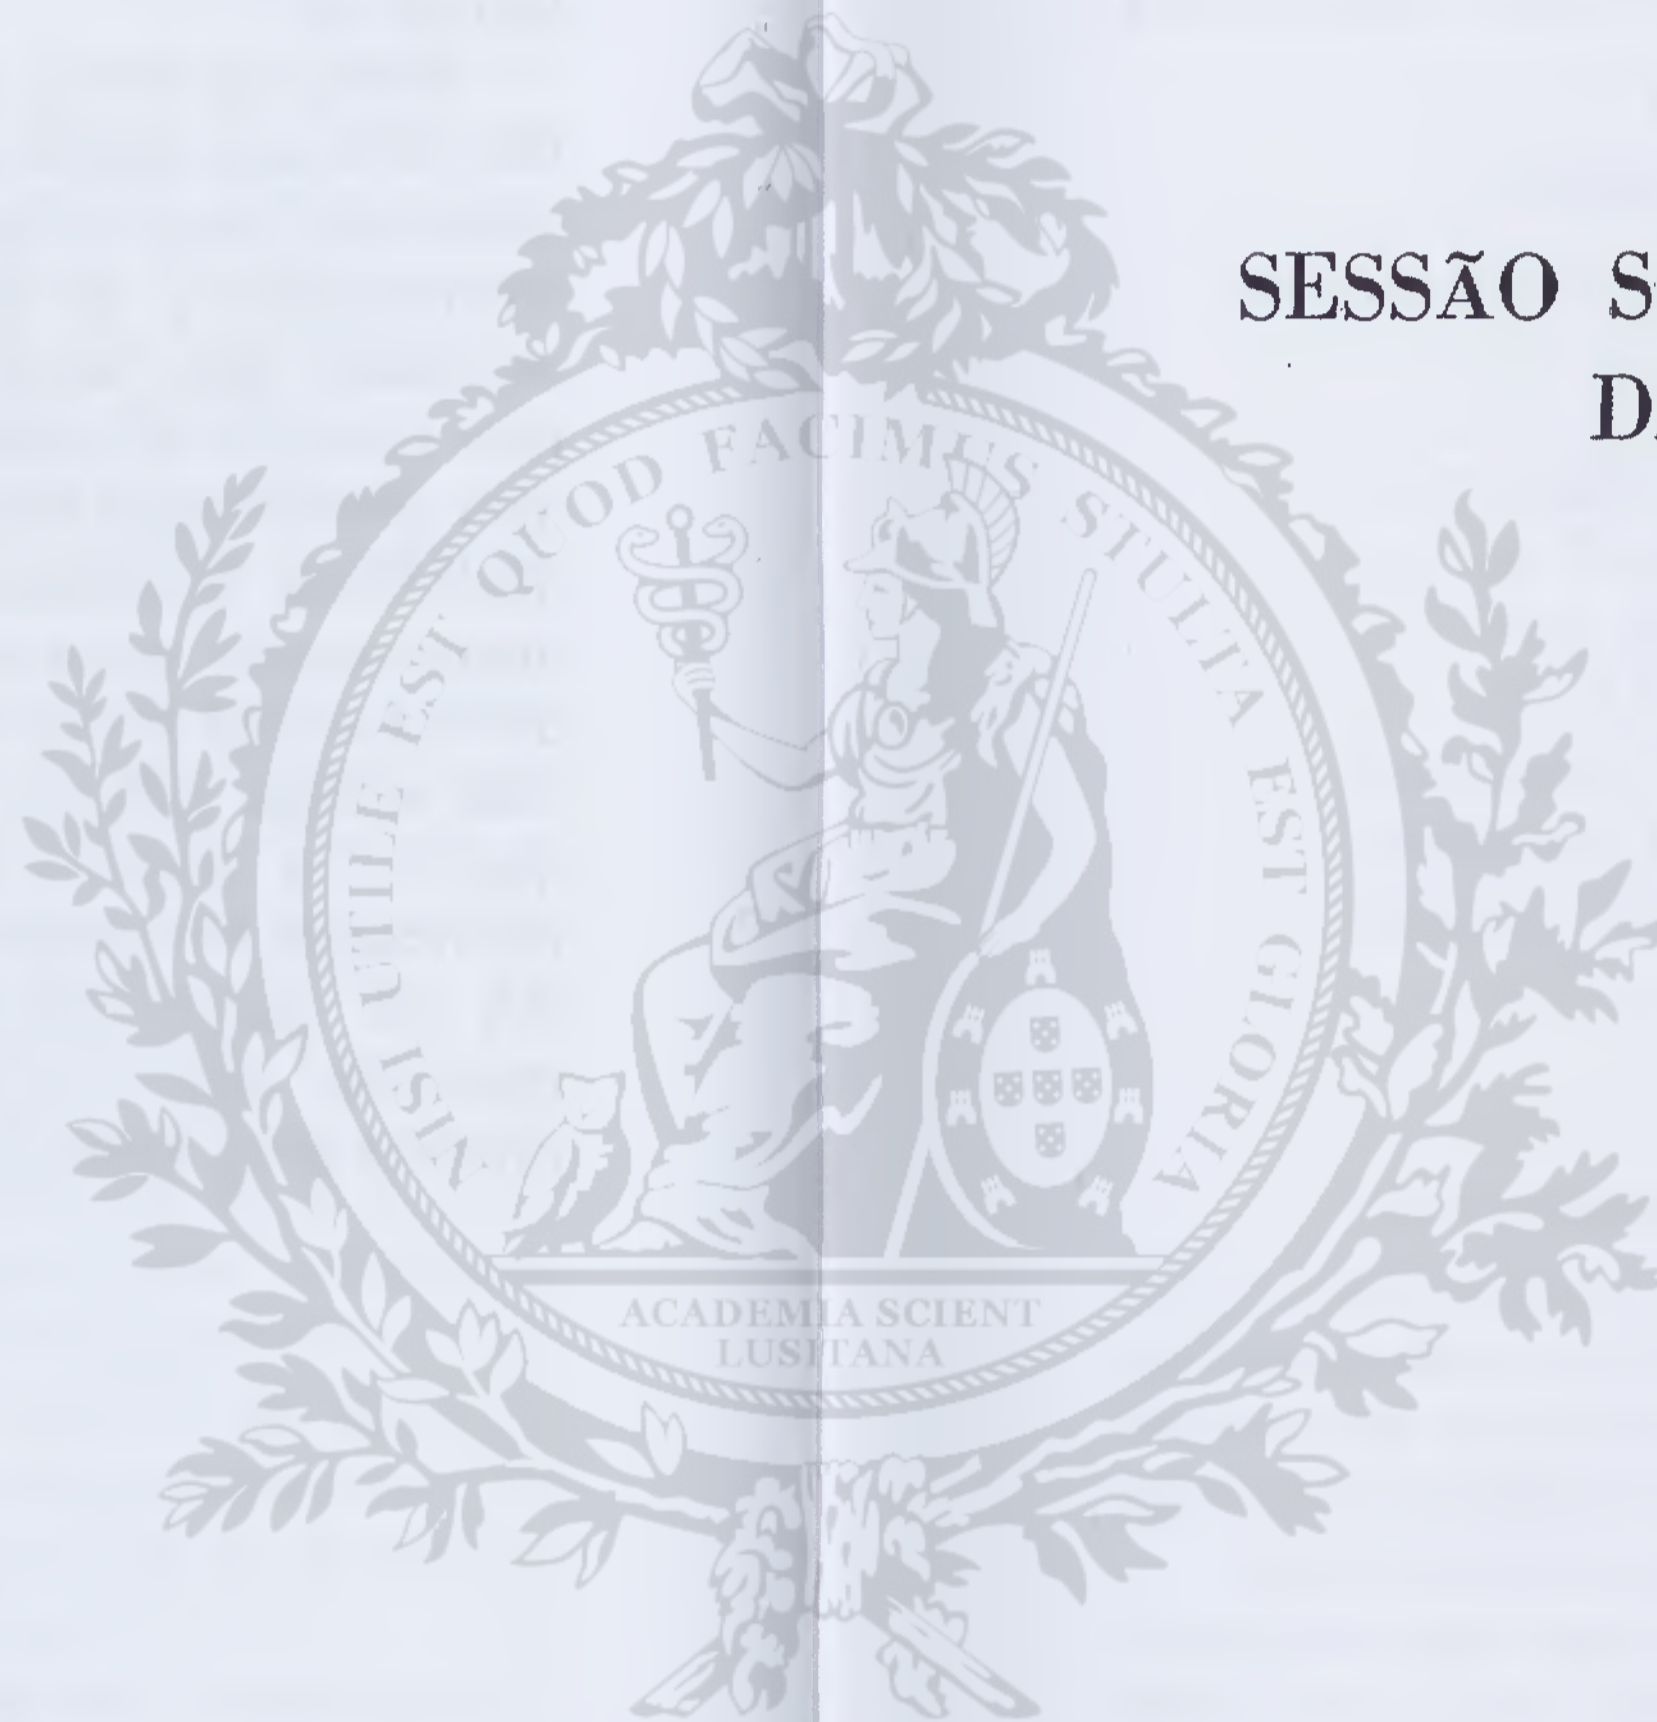 SESSÃO S
D
NISI UTILE EST QUOD FACIMUS STULTA EST GLORIA
ACADEMIA SCIENT
LUSITANA